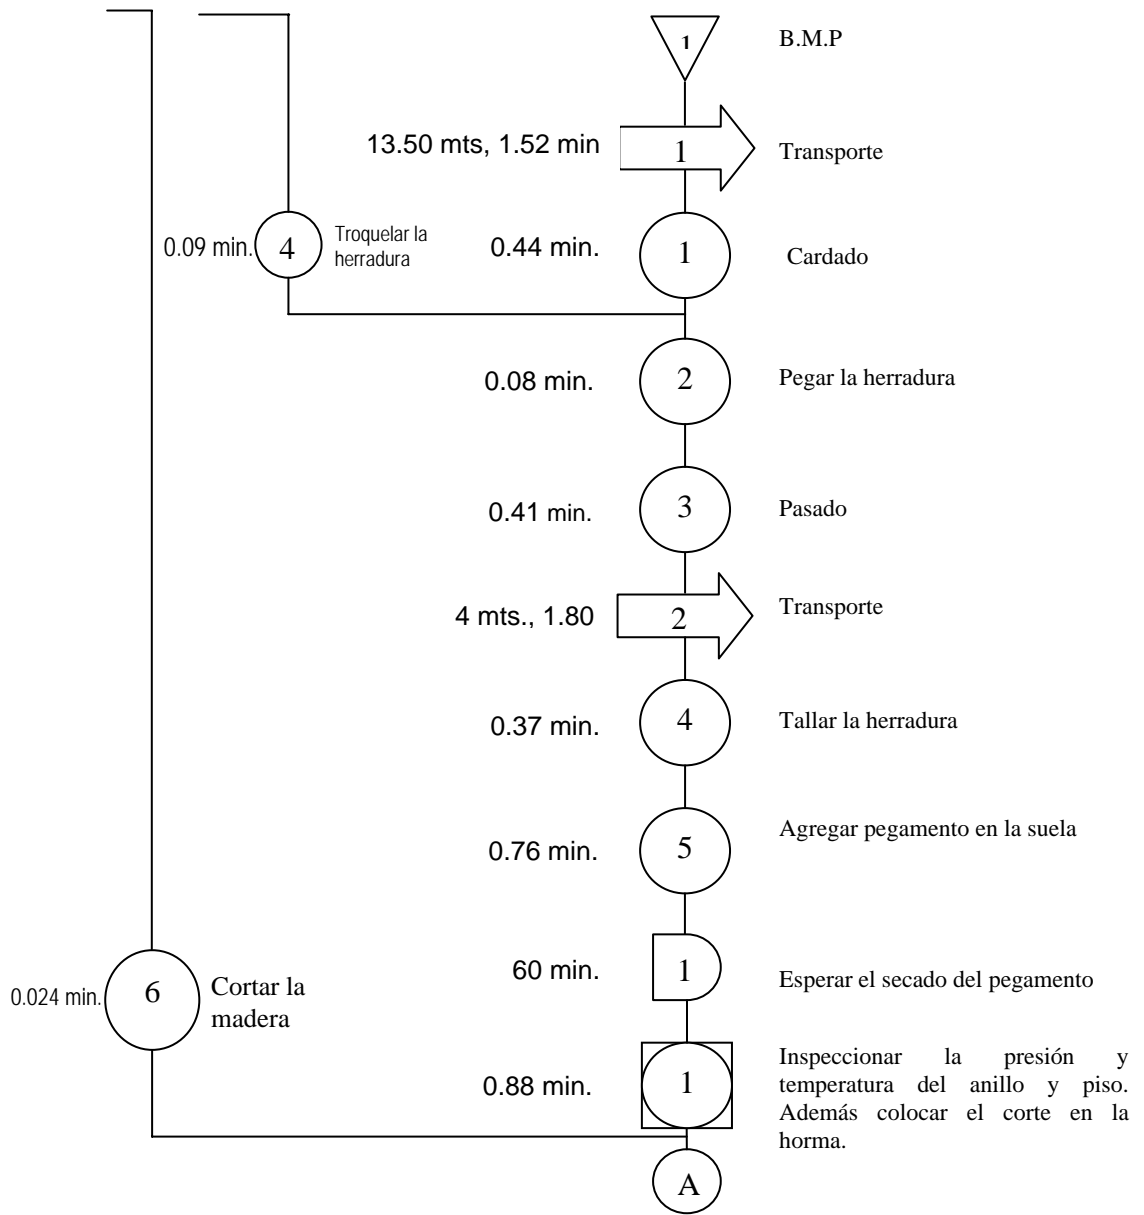 1
B.M.P
13.50 mts, 1.52 min
1
Transporte
0.09 min.
4
Troquelar la
herradura
0.44 min.
1
Cardado
0.08 min.
2
Pegar la herradura
0.41 min.
3
Pasado
4 mts., 1.80
2
Transporte
0.37 min.
4
Tallar la herradura
0.76 min.
5
Agregar pegamento en la suela
60 min.
1
Esperar el secado del pegamento
0.024 min.
6
Cortar la
madera
0.88 min.
1
Inspeccionar la presión y
temperatura del anillo y piso.
Además colocar el corte en la
horma.
A